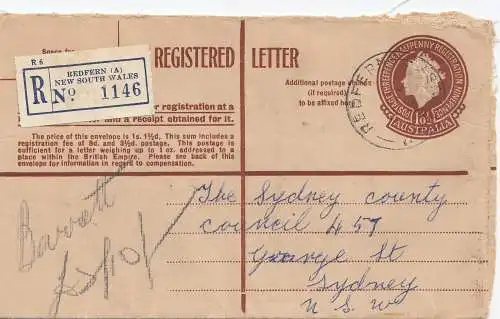 R 6
REDFERN (A)
NEW SOUTH WALES
R No 1146
REGISTERED LETTER
Additional postage stamps
(if required)
to be affixed here
REDFERN
AUSTRALIA
for registration at a
and a receipt obtained for it.
The price of this envelope is 1s. 1½d. This sum includes a
registration fee of 9d and 3½d. postage. This postage is
sufficient for a letter weighing up to 1 oz. addressed to a
place within the British Empire. Please see back of this
envelope for information in regard to compensation.
Barratt
The Sydney county
council 457
George St
Sydney
N S W